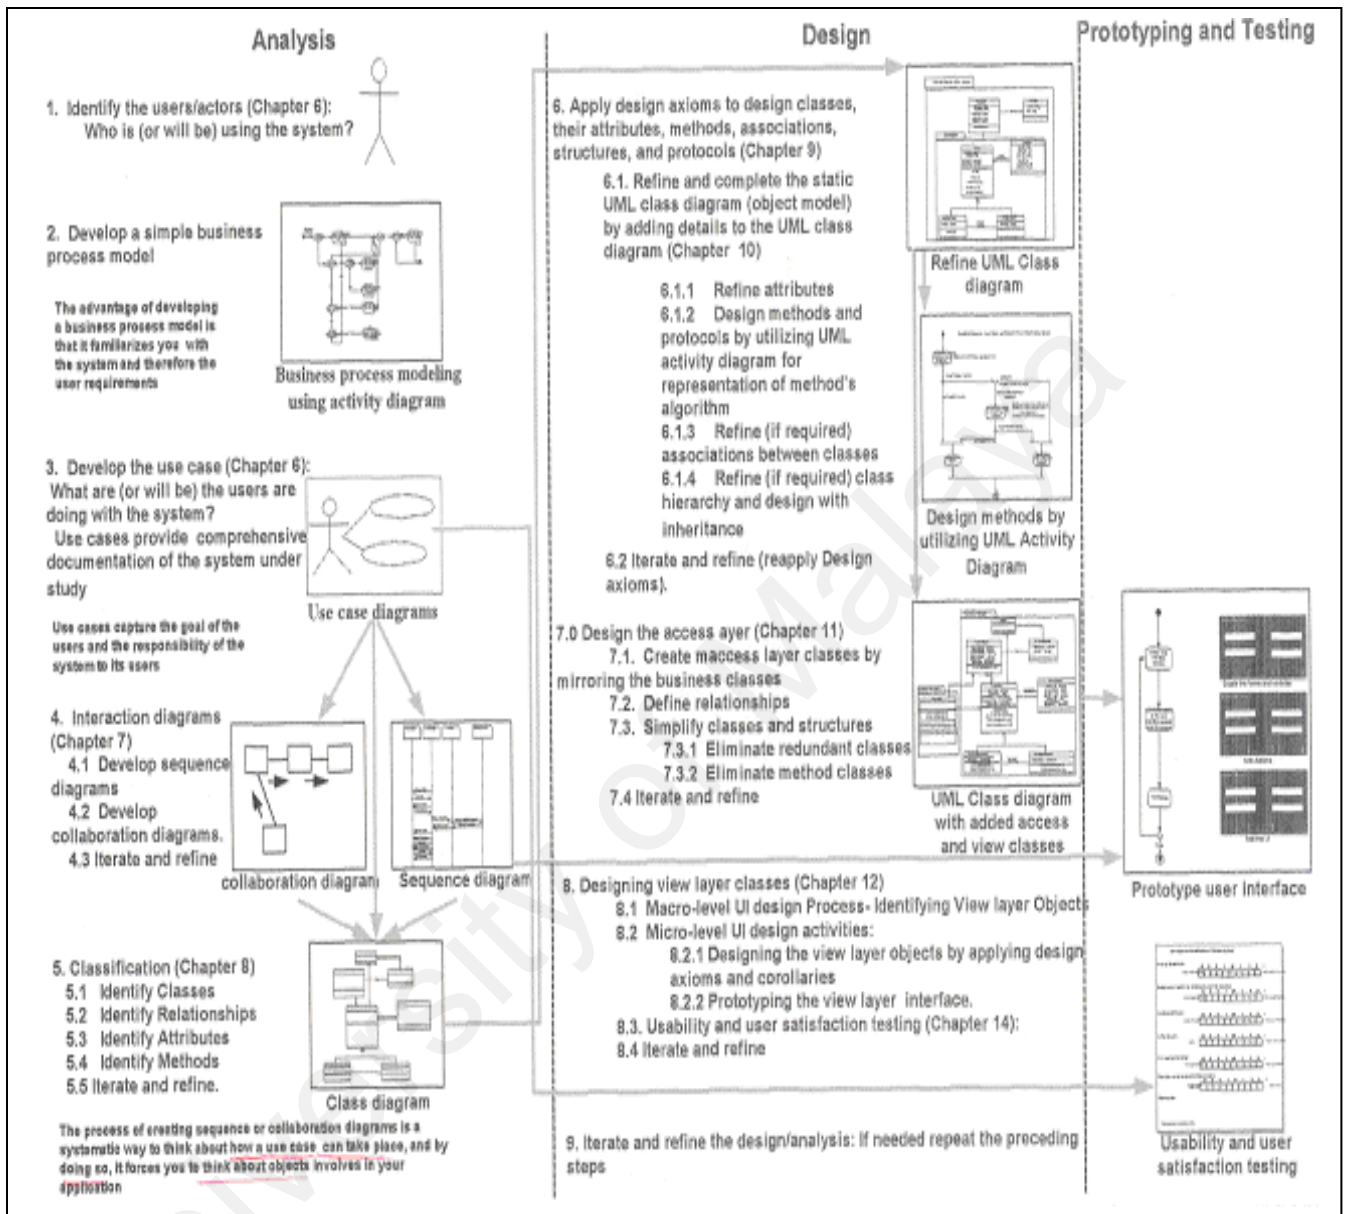 Analysis
1. Identify the users/actors (Chapter 6):
Who is (or will be) using the system?
2. Develop a simple business
process model
The advantage of developing
a business process model is
that it familiarizes you with
the system and therefore the
user requirements
Business process modeling
using activity diagram
3. Develop the use case (Chapter 6):
What are (or will be) the users are
doing with the system?
Use cases provide comprehensive
documentation of the system under
study
Use cases capture the goal of the
users and the responsibility of the
system to its users
Use case diagrams
4. Interaction diagrams
(Chapter 7)
4.1 Develop sequence
diagrams
4.2 Develop
collaboration diagrams.
4.3 Iterate and refine
collaboration diagram
Sequence diagram
5. Classification (Chapter 8)
5.1 Identify Classes
5.2 Identify Relationships
5.3 Identify Attributes
5.4 Identify Methods
5.5 Iterate and refine.
Class diagram
The process of creating sequence or collaboration diagrams is a
systematic way to think about how a use case can take place, and by
doing so, it forces you to think about objects involves in your
application
Design
6. Apply design axioms to design classes,
their attributes, methods, associations,
structures, and protocols (Chapter 9)
6.1. Refine and complete the static
UML class diagram (object model)
by adding details to the UML class
diagram (Chapter 10)
6.1.1 Refine attributes
6.1.2 Design methods and
protocols by utilizing UML
activity diagram for
representation of method's
algorithm
6.1.3 Refine (if required)
associations between classes
6.1.4 Refine (if required) class
hierarchy and design with
inheritance
6.2 Iterate and refine (reapply Design
axioms).
7.0 Design the access ayer (Chapter 11)
7.1. Create maccess layer classes by
mirroring the business classes
7.2. Define relationships
7.3. Simplify classes and structures
7.3.1 Eliminate redundant classes
7.3.2 Eliminate method classes
7.4 Iterate and refine
8. Designing view layer classes (Chapter 12)
8.1 Macro-level UI design Process- Identifying View layer Objects
8.2 Micro-level UI design activities:
8.2.1 Designing the view layer objects by applying design
axioms and corollaries
8.2.2 Prototyping the view layer interface.
8.3. Usability and user satisfaction testing (Chapter 14):
8.4 Iterate and refine
9. Iterate and refine the design/analysis: If needed repeat the preceding
steps
Refine UML Class
diagram
Design methods by
utilizing UML Activity
Diagram
UML Class diagram
with added access
and view classes
Prototyping and Testing
Prototype user interface
Usability and user
satisfaction testing
University of Malaya